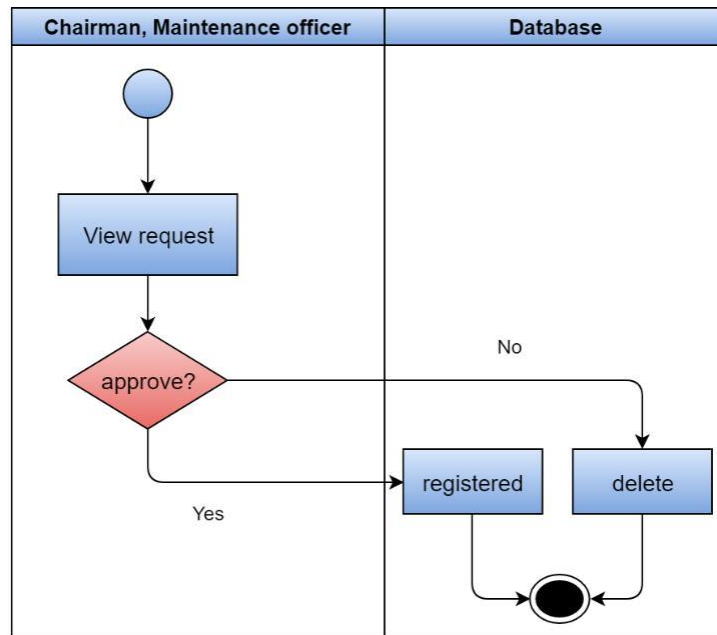 Chairman, Maintenance officer
Database
View request
approve?
No
registered
delete
Yes